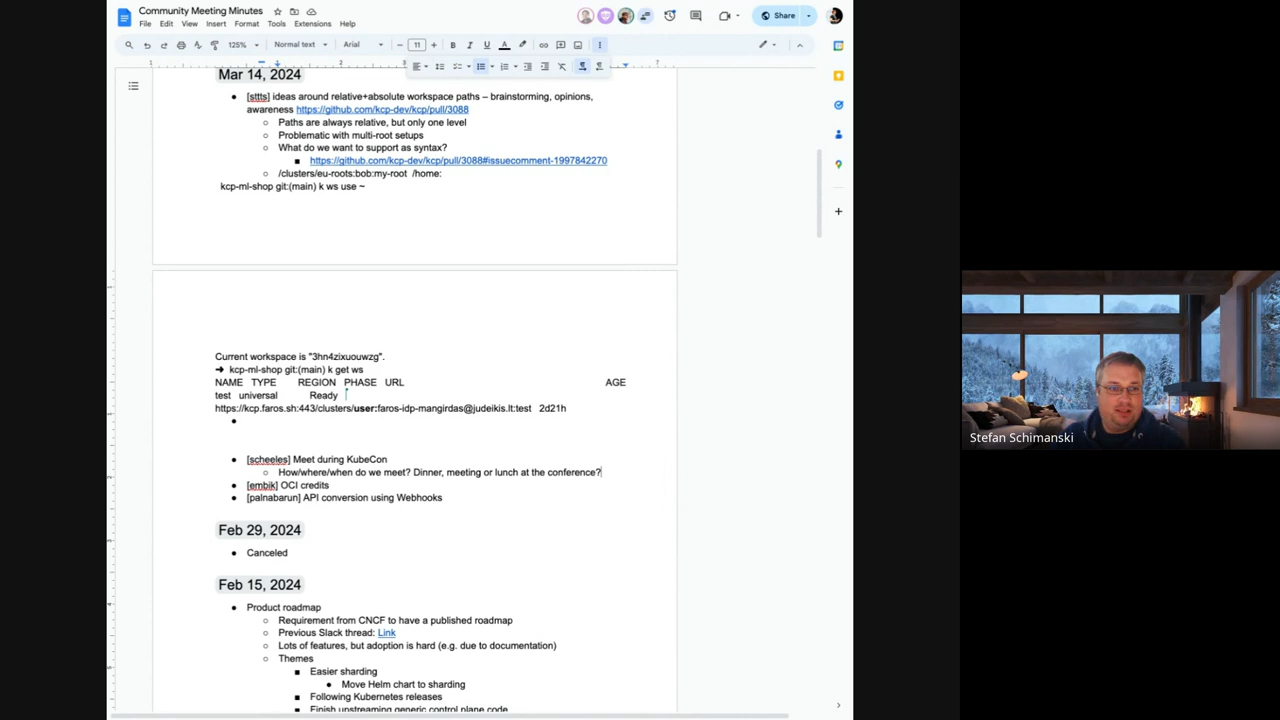 Community Meeting Minutes
File Edit View Insert Format Tools Extensions Help
Share
125% Normal text Arial 11
Mar 14, 2024
[sttts] ideas around relative+absolute workspace paths – brainstorming, opinions,
awareness https://github.com/kcp-dev/kcp/pull/3088
Paths are always relative, but only one level
Problematic with multi-root setups
What do we want to support as syntax?
https://github.com/kcp-dev/kcp/pull/3088#issuecomment-1997842270
/clusters/eu-roots:bob:my-root /home:
kcp-ml-shop git:(main) k ws use ~
Current workspace is "3hn4zixuouwzg".
➜ kcp-ml-shop git:(main) k get ws
NAME TYPE REGION PHASE URL AGE
test universal Ready
https://kcp.faros.sh:443/clusters/user:faros-idp-mangirdas@judeikis.lt:test 2d21h
[scheeles] Meet during KubeCon
How/where/when do we meet? Dinner, meeting or lunch at the conference?
[embik] OCI credits
[palnabarun] API conversion using Webhooks
Feb 29, 2024
Canceled
Feb 15, 2024
Product roadmap
Requirement from CNCF to have a published roadmap
Previous Slack thread: Link
Lots of features, but adoption is hard (e.g. due to documentation)
Themes
Easier sharding
Move Helm chart to sharding
Following Kubernetes releases
Finish upstreaming generic control plane code
Stefan Schimanski